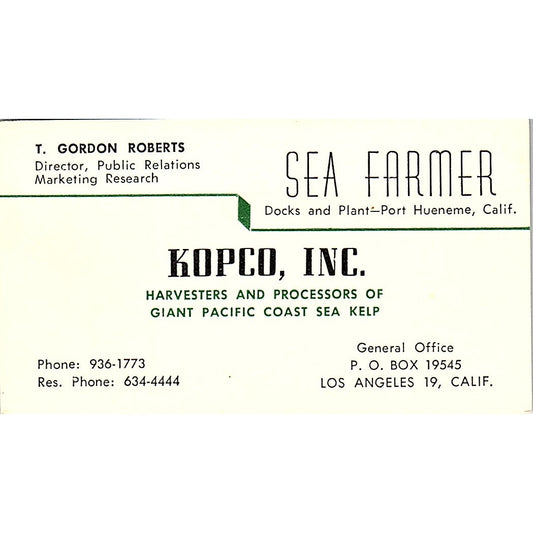 T. GORDON ROBERTS
Director, Public Relations
Marketing Research
SEA FARMER
Docks and Plant—Port Hueneme, Calif.
KOPCO, INC.
HARVESTERS AND PROCESSORS OF
GIANT PACIFIC COAST SEA KELP
Phone: 936-1773
Res. Phone: 634-4444
General Office
P. O. BOX 19545
LOS ANGELES 19, CALIF.